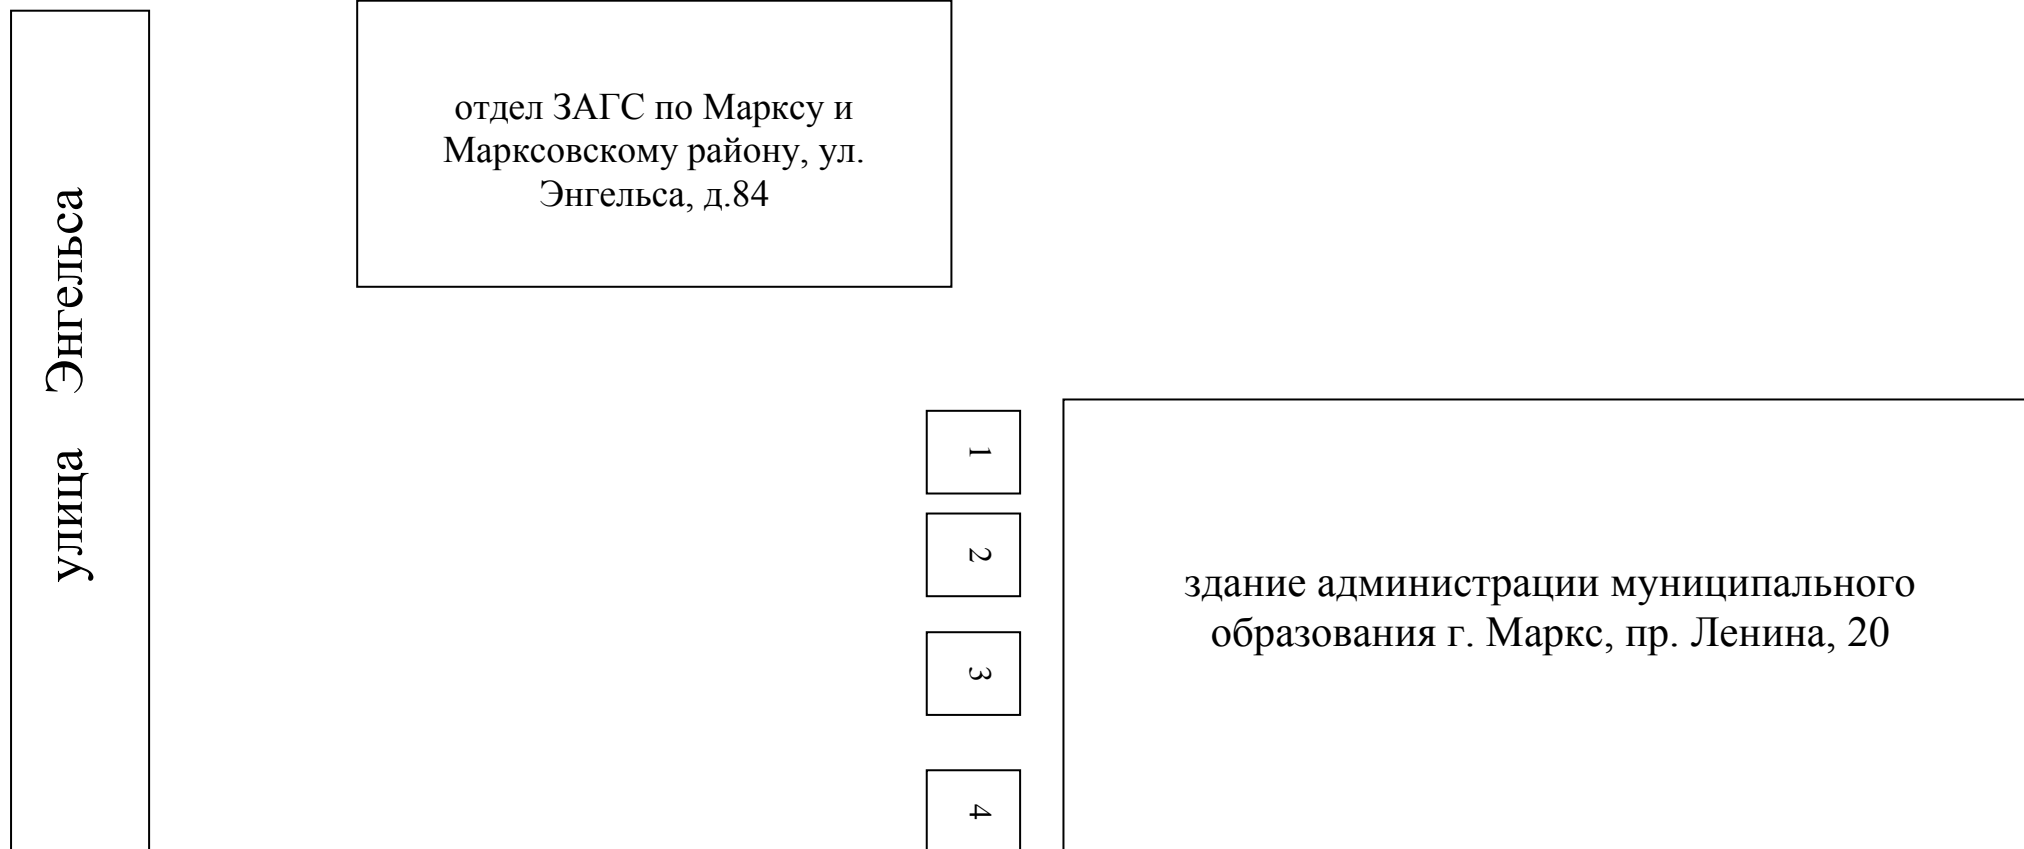 улица Энгельса
отдел ЗАГС по Марксу и
Марксовскому району, ул.
Энгельса, д.84
1
2
3
4
здание администрации муниципального
образования г. Маркс, пр. Ленина, 20